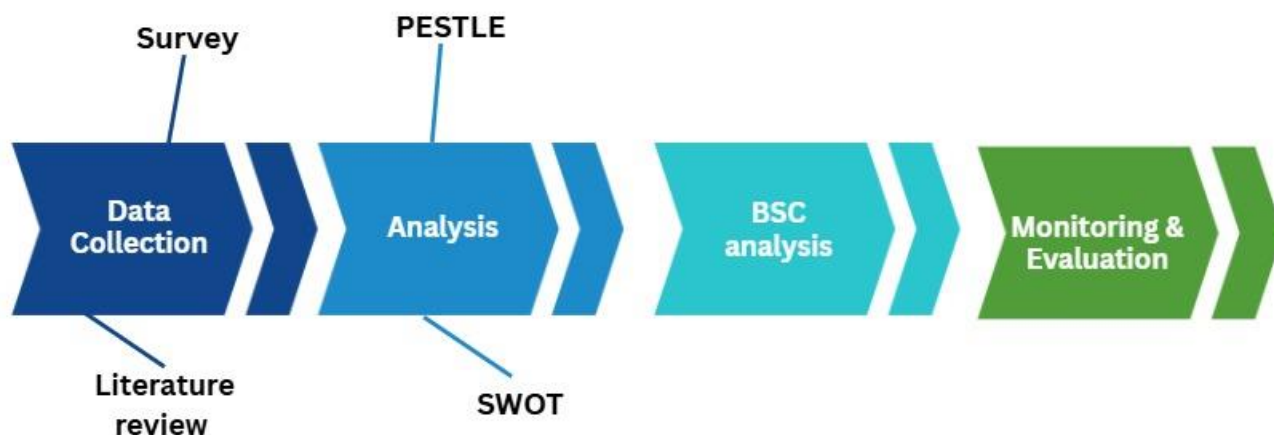 Survey
PESTLE
Data
Collection
Analysis
BSC
analysis
Monitoring &
Evaluation
Literature
review
SWOT